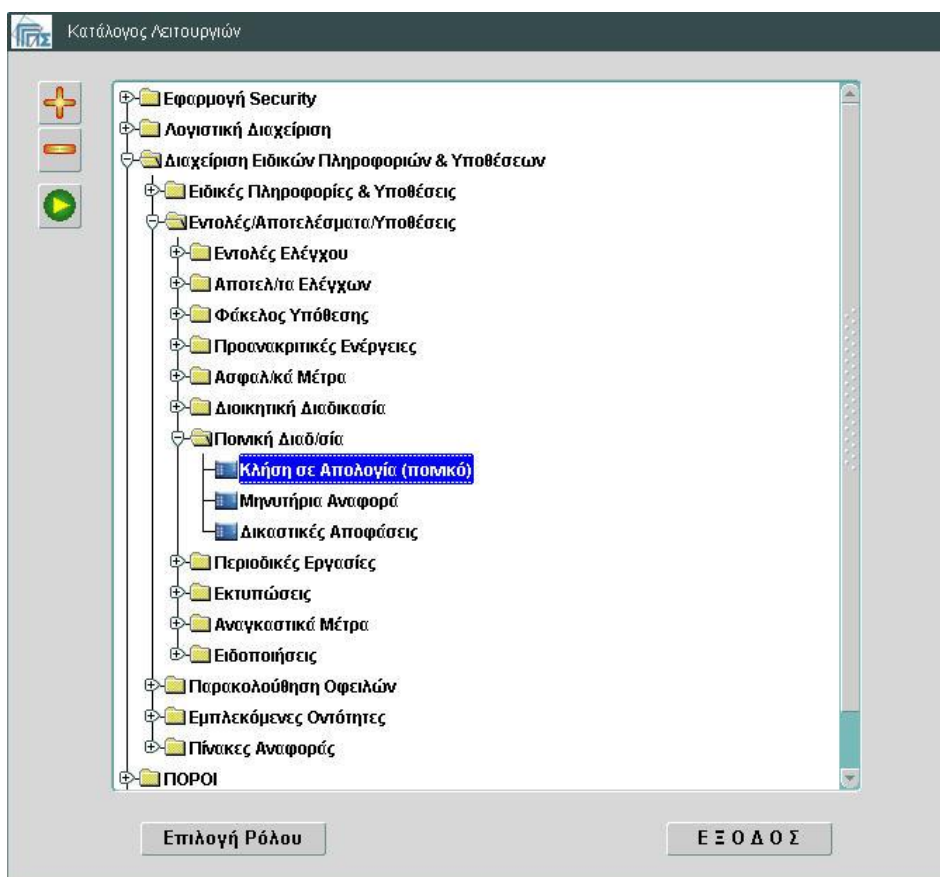 Κατάλογος Λειτουργιών
Εφαρμογή Security
Λογιστική Διαχείριση
Διαχείριση Ειδικών Πληροφοριών & Υποθέσεων
Ειδικές Πληροφορίες & Υποθέσεις
Εντολές/Αποτελέσματα/Υποθέσεις
Εντολές Ελέγχου
Αποτελ/τα Ελέγχων
Φάκελος Υπόθεσης
Προανακριτικές Ενέργειες
Ασφαλ/κά Μέτρα
Διοικητική Διαδικασία
Ποινική Διαδ/σία
Κλήση σε Απολογία (ποινικό)
Μηνυτήρια Αναφορά
Δικαστικές Αποφάσεις
Περιοδικές Εργασίες
Εκτυπώσεις
Αναγκαστικά Μέτρα
Ειδοποιήσεις
Παρακολούθηση Οφειλών
Εμπλεκόμενες Οντότητες
Πίνακες Αναφοράς
ΠΟΡΟΙ
Επιλογή Ρόλου Ε Ξ Ο Δ Ο Σ